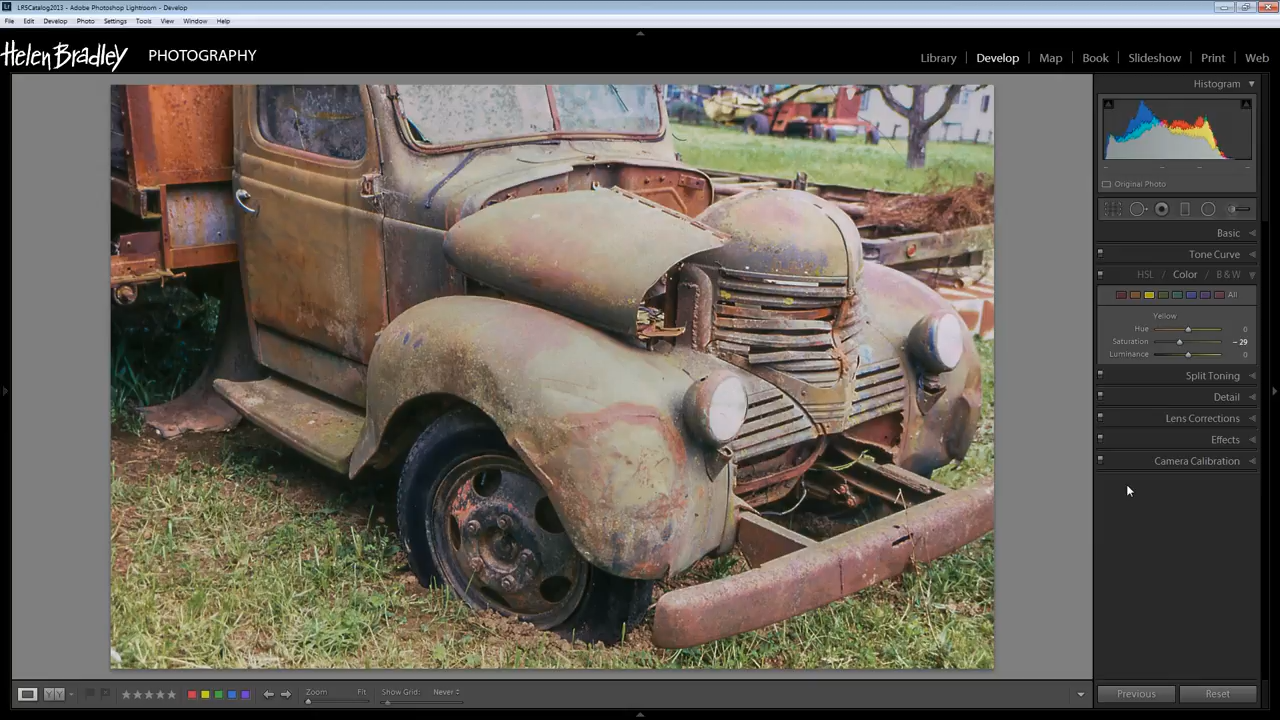 LR5Catalog2013 - Adobe Photoshop Lightroom - Develop
File Edit Develop Photo Settings Tools View Window Help
Helen Bradley PHOTOGRAPHY
Library | Develop | Map | Book | Slideshow | Print | Web
Histogram
Original Photo
Basic
Tone Curve
HSL / Color / B & W
All
Yellow
Hue 0
Saturation – 29
Luminance 0
Split Toning
Detail
Lens Corrections
Effects
Camera Calibration
Zoom Fit Show Grid: Never
Previous Reset